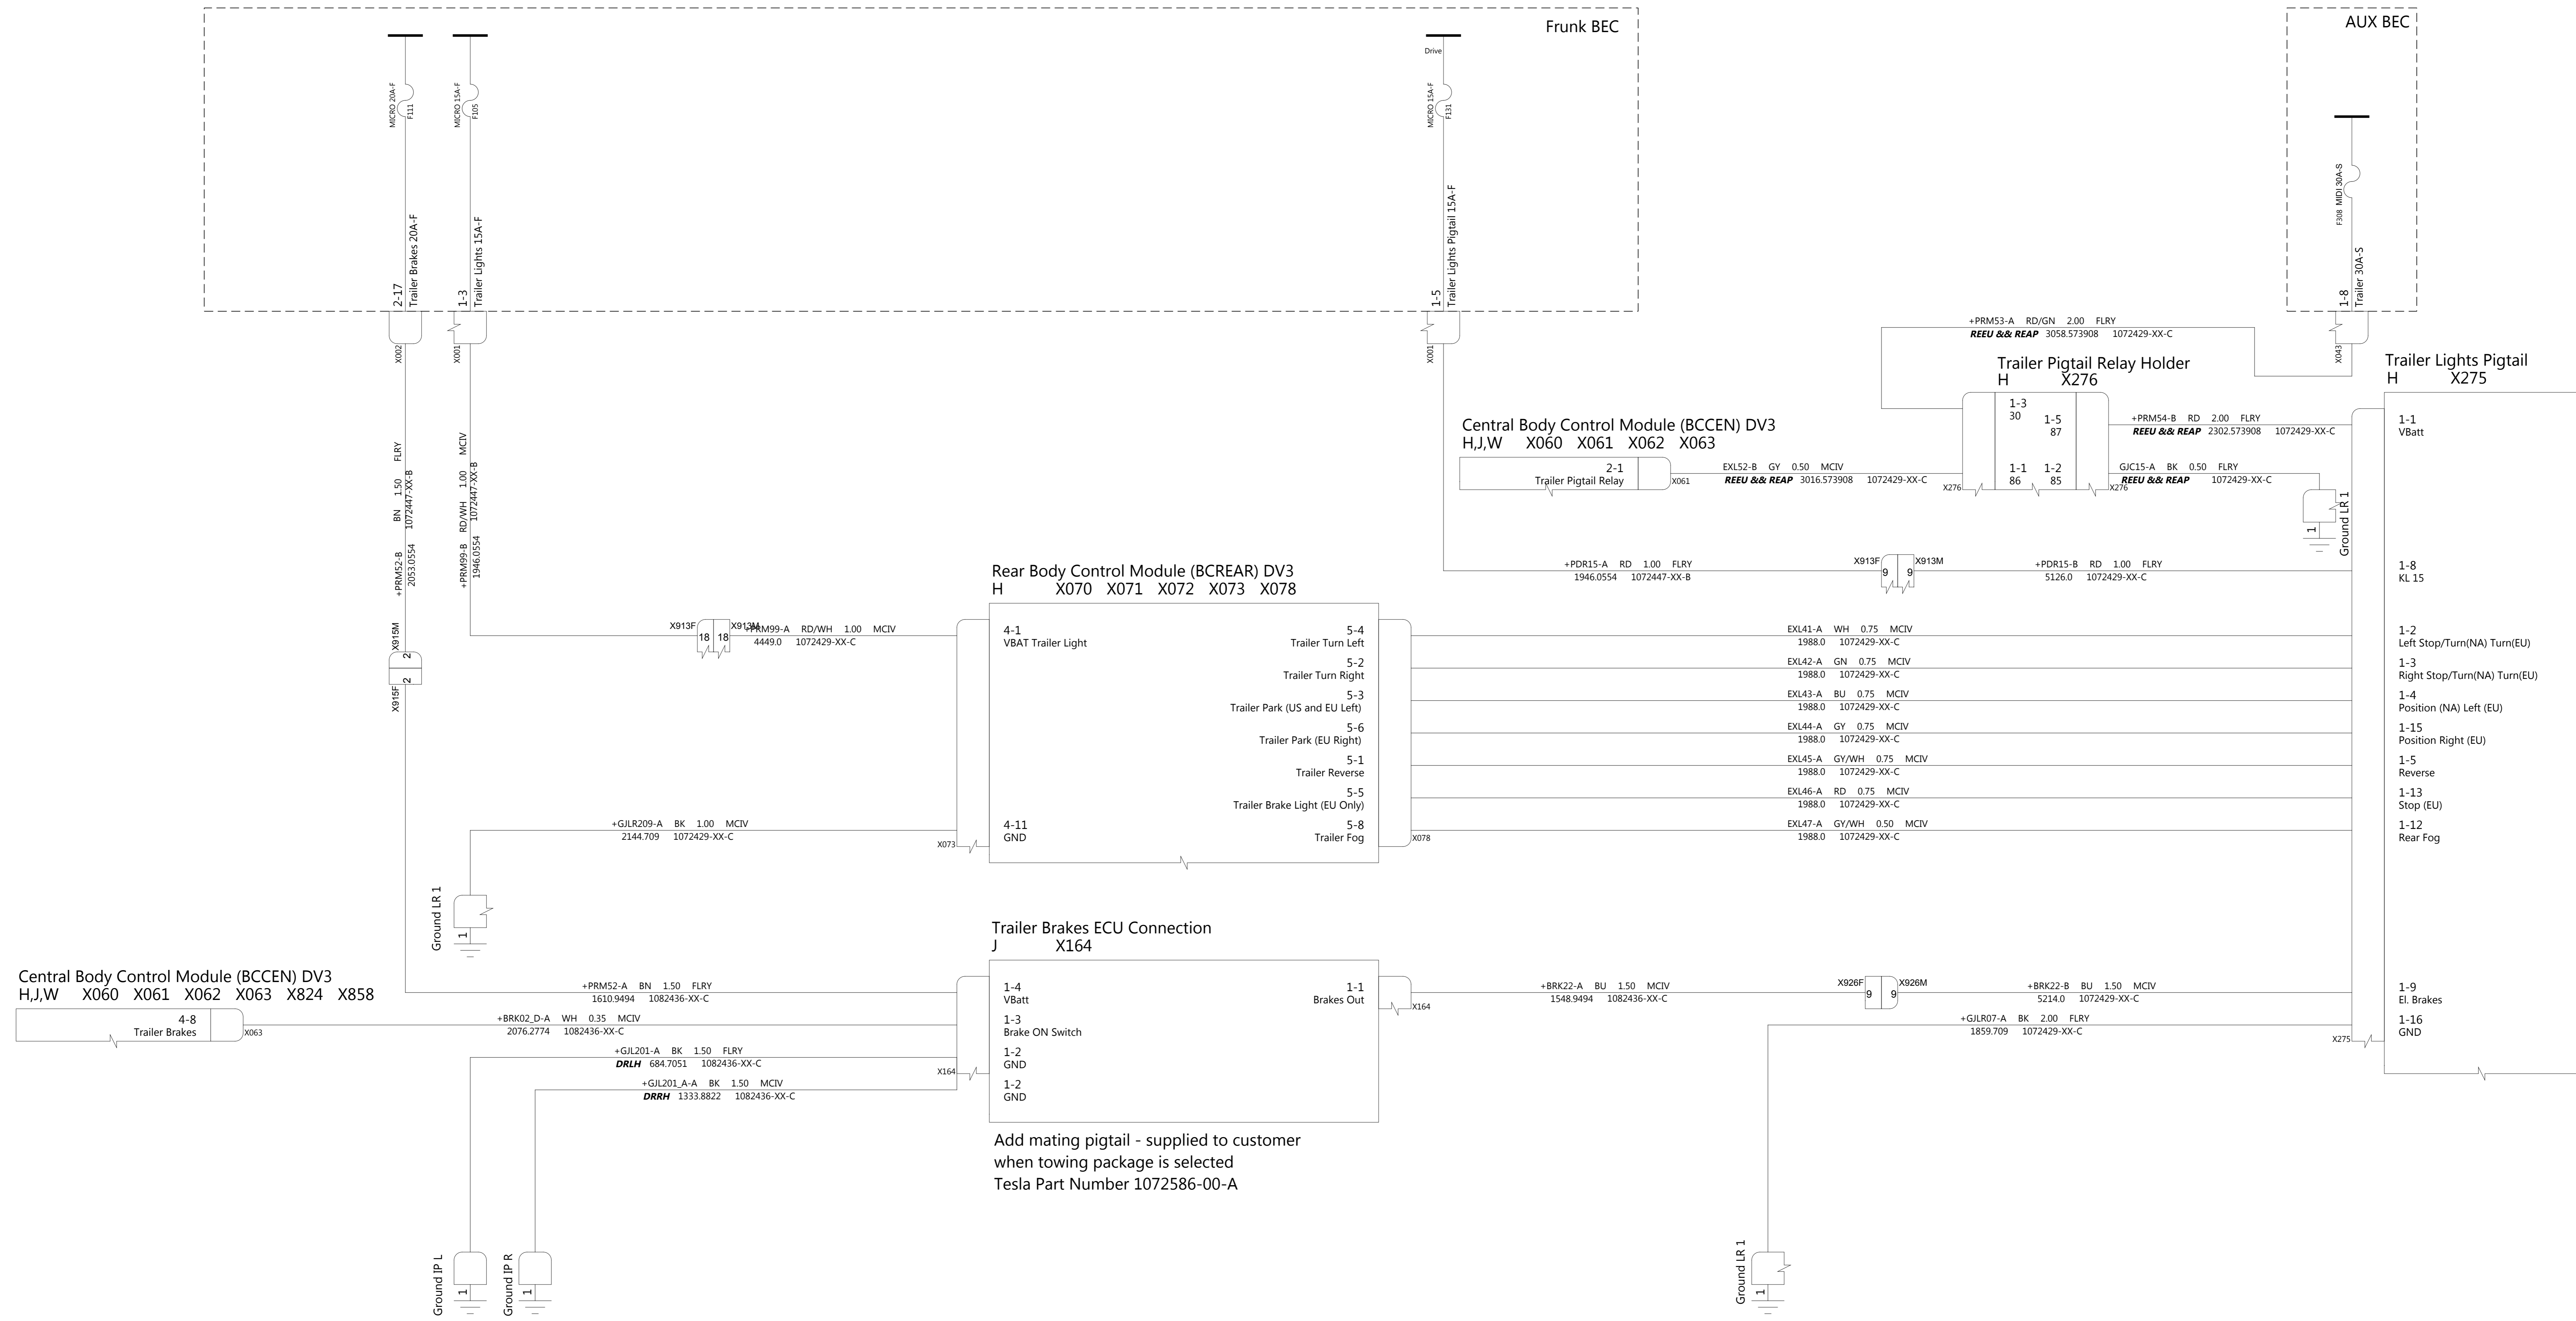 Frunk BEC
AUX BEC
Drive
MICRO 20A-F
F111
MICRO 15A-F
F105
MICRO 15A-F
F131
F308 MIDI 30A-S
2-17
Trailer Brakes 20A-F
1-3
Trailer Lights 15A-F
1-5
Trailer Lights Pigtail 15A-F
1-8
Trailer 30A-S
X002
X001
X001
X043
+PRM53-A RD/GN 2.00 FLRY
REEU && REAP 3058.573908 1072429-XX-C
Trailer Pigtail Relay Holder
H X276
1-3
30
1-5
87
1-1
86
1-2
85
X276
X276
Trailer Lights Pigtail
H X275
+PRM54-B RD 2.00 FLRY
REEU && REAP 2302.573908 1072429-XX-C
1-1
VBatt
Central Body Control Module (BCCEN) DV3
H,J,W X060 X061 X062 X063
2-1
Trailer Pigtail Relay
X061
EXL52-B GY 0.50 MCIV
REEU && REAP 3016.573908 1072429-XX-C
GJC15-A BK 0.50 FLRY
REEU && REAP 1072429-XX-C
1
Ground LR 1
+PRM52-B BN 1.50 FLRY
2053.0554 1072447-XX-B
+PRM99-B RD/WH 1.00 MCIV
1946.0554 1072447-XX-B
+PDR15-A RD 1.00 FLRY
1946.0554 1072447-XX-B
X913F
9
9
X913M
+PDR15-B RD 1.00 FLRY
5126.0 1072429-XX-C
1-8
KL 15
Rear Body Control Module (BCREAR) DV3
H X070 X071 X072 X073 X078
X913F
18
18
X913M
+PRM99-A RD/WH 1.00 MCIV
4449.0 1072429-XX-C
4-1
VBAT Trailer Light
5-4
Trailer Turn Left
EXL41-A WH 0.75 MCIV
1988.0 1072429-XX-C
1-2
Left Stop/Turn(NA) Turn(EU)
5-2
Trailer Turn Right
EXL42-A GN 0.75 MCIV
1988.0 1072429-XX-C
1-3
Right Stop/Turn(NA) Turn(EU)
5-3
Trailer Park (US and EU Left)
EXL43-A BU 0.75 MCIV
1988.0 1072429-XX-C
1-4
Position (NA) Left (EU)
5-6
Trailer Park (EU Right)
EXL44-A GY 0.75 MCIV
1988.0 1072429-XX-C
1-15
Position Right (EU)
5-1
Trailer Reverse
EXL45-A GY/WH 0.75 MCIV
1988.0 1072429-XX-C
1-5
Reverse
5-5
Trailer Brake Light (EU Only)
EXL46-A RD 0.75 MCIV
1988.0 1072429-XX-C
1-13
Stop (EU)
5-8
Trailer Fog
EXL47-A GY/WH 0.50 MCIV
1988.0 1072429-XX-C
1-12
Rear Fog
X078
X915M
2
2
X915F
+GJLR209-A BK 1.00 MCIV
2144.709 1072429-XX-C
4-11
GND
X073
Ground LR 1
1
Trailer Brakes ECU Connection
J X164
Central Body Control Module (BCCEN) DV3
H,J,W X060 X061 X062 X063 X824 X858
4-8
Trailer Brakes
X063
+PRM52-A BN 1.50 FLRY
1610.9494 1082436-XX-C
1-4
VBatt
+BRK02_D-A WH 0.35 MCIV
2076.2774 1082436-XX-C
1-3
Brake ON Switch
+GJL201-A BK 1.50 FLRY
DRLH 684.7051 1082436-XX-C
1-2
GND
X164
+GJL201_A-A BK 1.50 MCIV
DRRH 1333.8822 1082436-XX-C
1-2
GND
1-1
Brakes Out
X164
+BRK22-A BU 1.50 MCIV
1548.9494 1082436-XX-C
X926F
9
9
X926M
+BRK22-B BU 1.50 MCIV
5214.0 1072429-XX-C
1-9
El. Brakes
+GJLR07-A BK 2.00 FLRY
1859.709 1072429-XX-C
1-16
GND
X275
Add mating pigtail - supplied to customer
when towing package is selected
Tesla Part Number 1072586-00-A
Ground IP L
1
Ground IP R
1
Ground LR 1
1